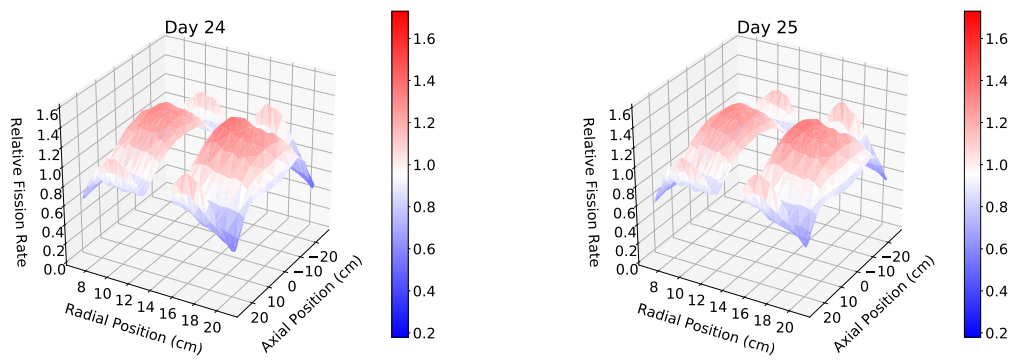 Day 24
Relative Fission Rate
1.6
1.4
1.2
1.0
0.8
0.6
0.4
0.2
0.0
8 10 12 14 16 18 20
Radial Position (cm)
20 10 0 −10 −20
Axial Position (cm)
1.6
1.4
1.2
1.0
0.8
0.6
0.4
0.2
Day 25
Relative Fission Rate
1.6
1.4
1.2
1.0
0.8
0.6
0.4
0.2
0.0
8 10 12 14 16 18 20
Radial Position (cm)
20 10 0 −10 −20
Axial Position (cm)
1.6
1.4
1.2
1.0
0.8
0.6
0.4
0.2